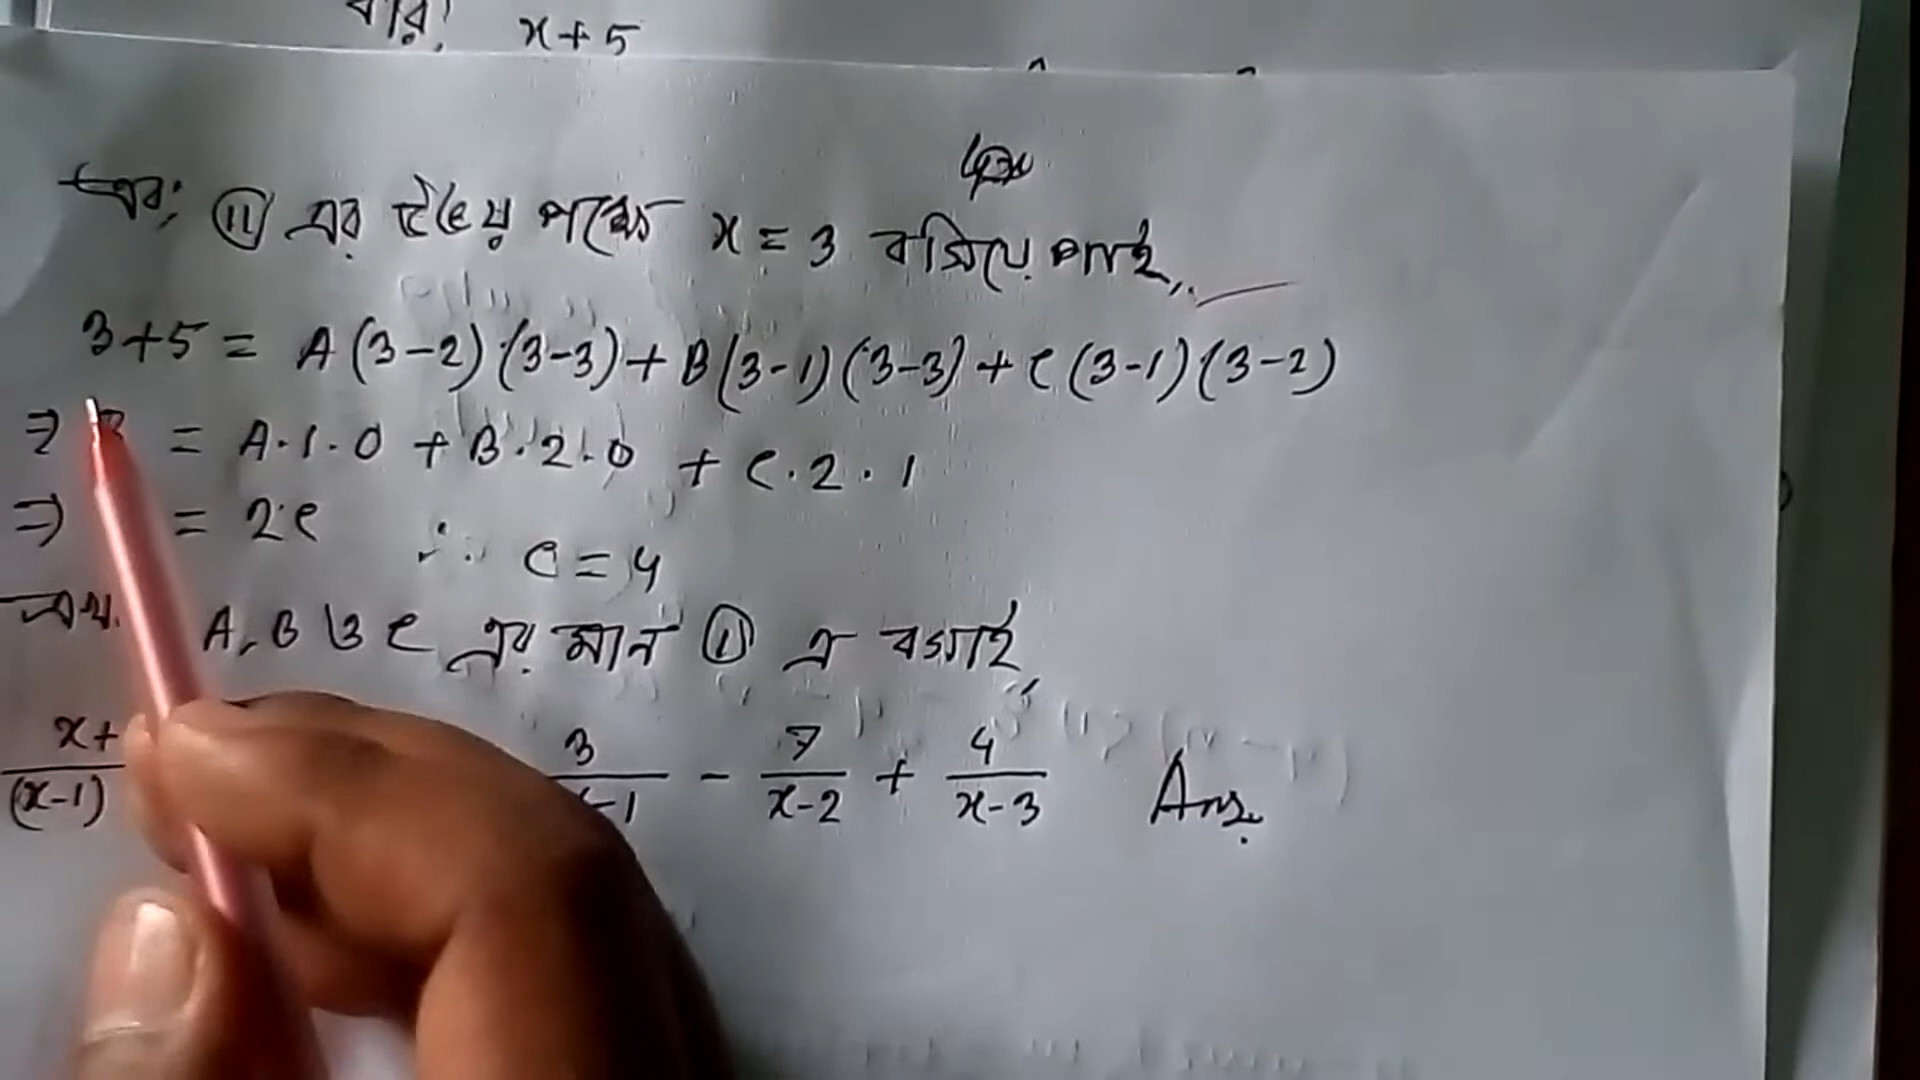 x+5
(ii) এর উভয় পক্ষে x = 3 বসিয়ে পাই,
3+5 = A(3-2)(3-3)+B(3-1)(3-3)+C(3-1)(3-2)
⇒ = A.1.0 + B.2.0 + C.2.1
⇒ = 2C ∴ C = 4
A, B ও C এর মান (i) এ বসাই,
x+ 3 - 7/(x-2) + 4/(x-3) Ans.
(x-1) -1